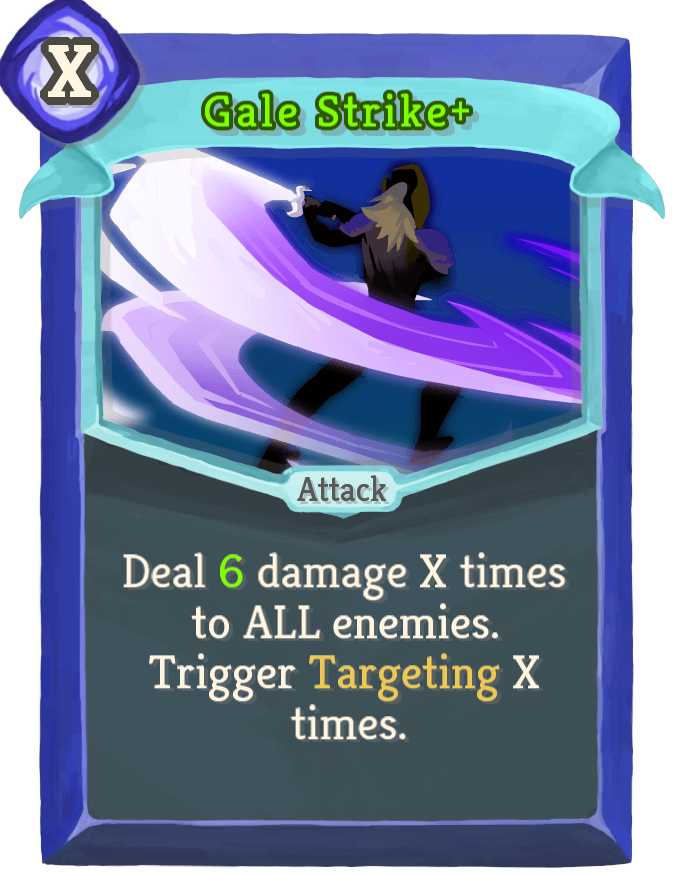 X
Gale Strike+
Attack
Deal 6 damage X times
to ALL enemies.
Trigger Targeting X
times.